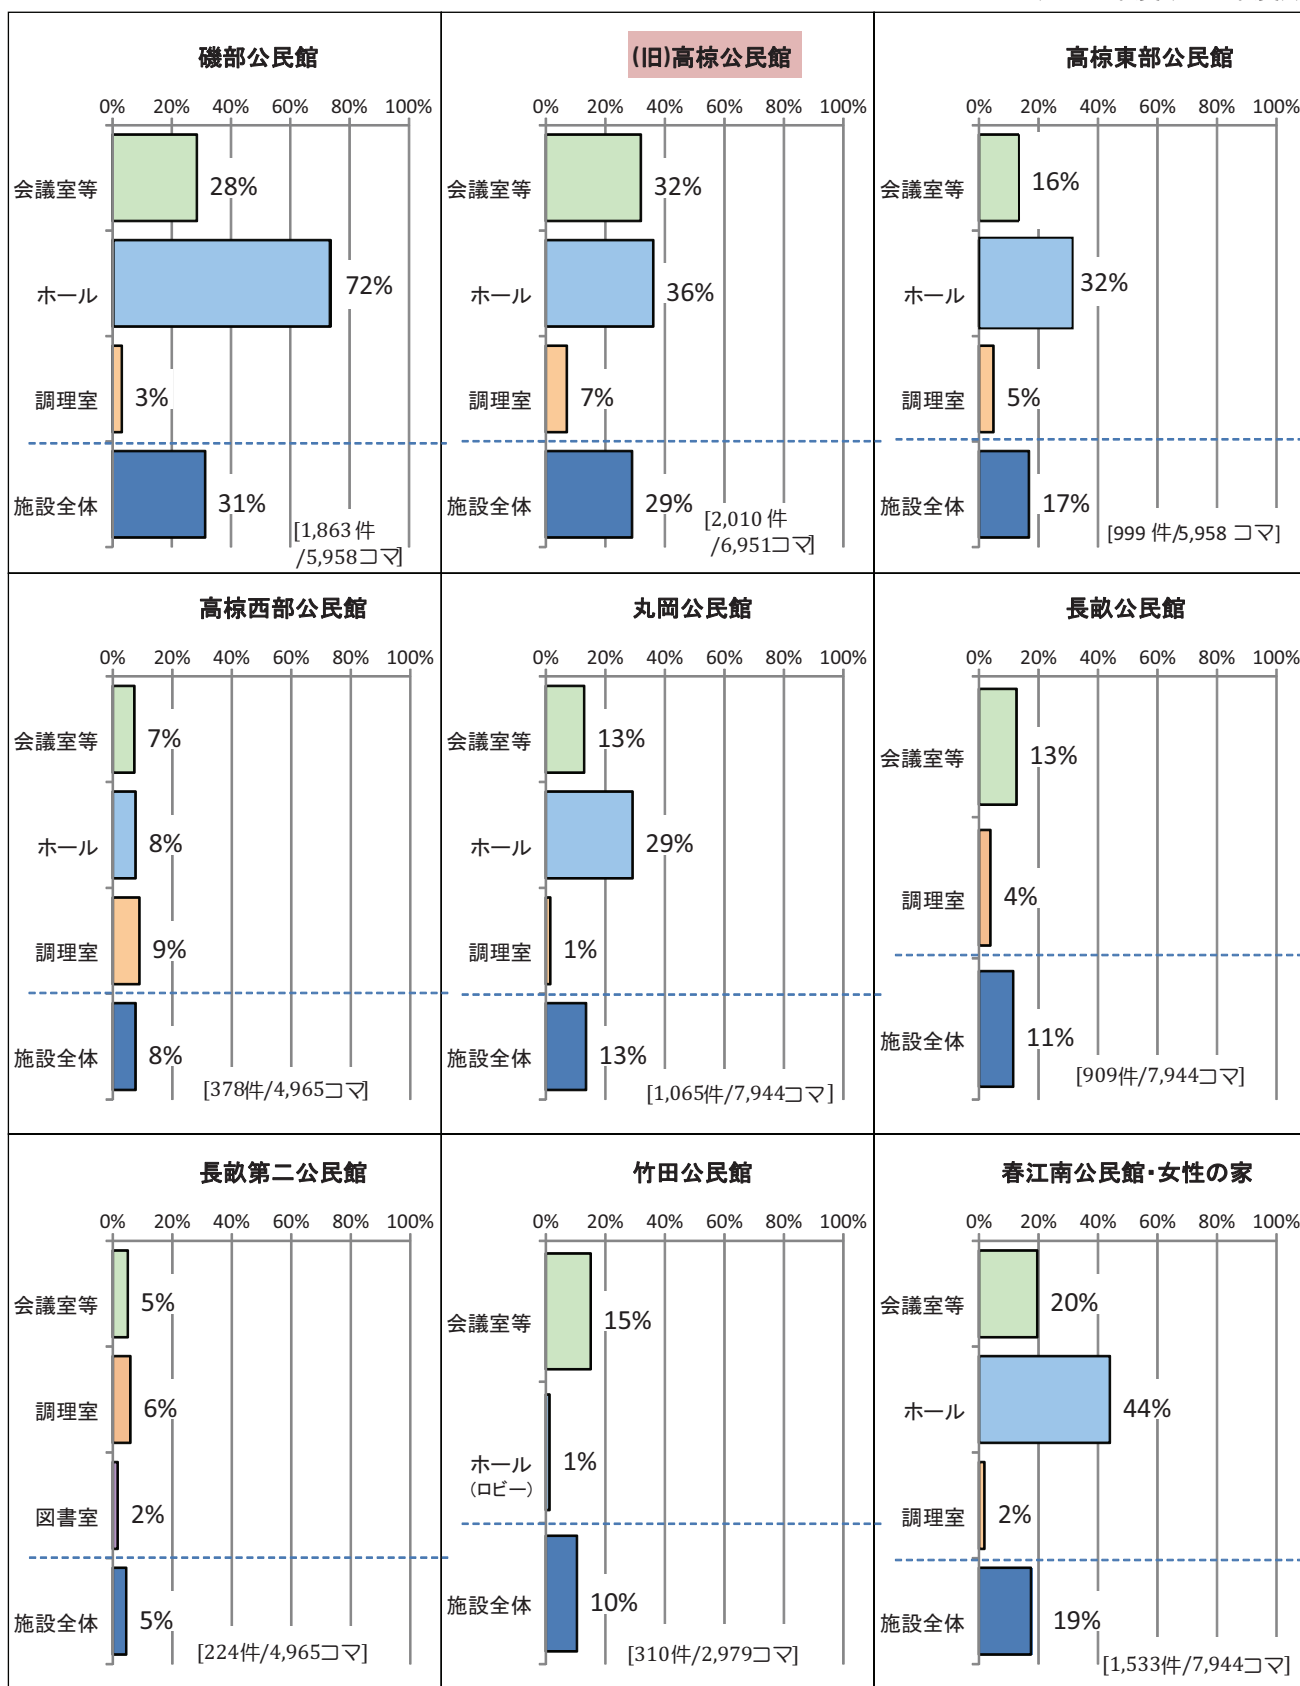 磯部公民館
0% 20% 40% 60% 80% 100%
会議室等 28%
ホール 72%
調理室 3%
施設全体 31%
[1,863 件
/5,958コマ]
(旧)高椋公民館
0% 20% 40% 60% 80% 100%
会議室等 32%
ホール 36%
調理室 7%
施設全体 29%
[2,010 件
/6,951コマ]
高椋東部公民館
0% 20% 40% 60% 80% 100%
会議室等 16%
ホール 32%
調理室 5%
施設全体 17%
[999 件/5,958 コマ]
高椋西部公民館
0% 20% 40% 60% 80% 100%
会議室等 7%
ホール 8%
調理室 9%
施設全体 8%
[378件/4,965コマ]
丸岡公民館
0% 20% 40% 60% 80% 100%
会議室等 13%
ホール 29%
調理室 1%
施設全体 13%
[1,065件/7,944コマ]
長畝公民館
0% 20% 40% 60% 80% 100%
会議室等 13%
調理室 4%
施設全体 11%
[909件/7,944コマ]
長畝第二公民館
0% 20% 40% 60% 80% 100%
会議室等 5%
調理室 6%
図書室 2%
施設全体 5%
[224件/4,965コマ]
竹田公民館
0% 20% 40% 60% 80% 100%
会議室等 15%
ホール 1%
(ロビー)
施設全体 10%
[310件/2,979コマ]
春江南公民館・女性の家
0% 20% 40% 60% 80% 100%
会議室等 20%
ホール 44%
調理室 2%
施設全体 19%
[1,533件/7,944コマ]